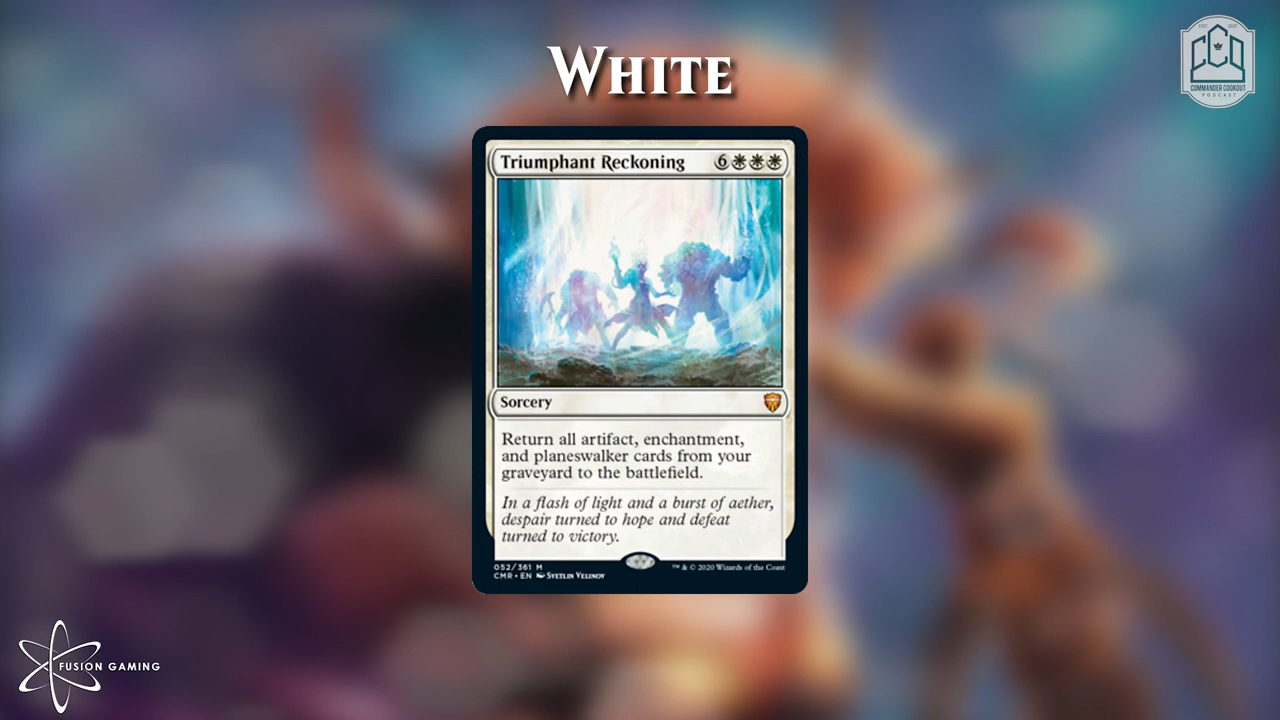 WHITE
COMMANDER COOKOUT
PODCAST
Triumphant Reckoning 6
Sorcery
Return all artifact, enchantment,
and planeswalker cards from your
graveyard to the battlefield.
In a flash of light and a burst of aether,
despair turned to hope and defeat
turned to victory.
052/361 M
CMR • EN Svetlin Velinov
™ & © 2020 Wizards of the Coast
FUSION GAMING